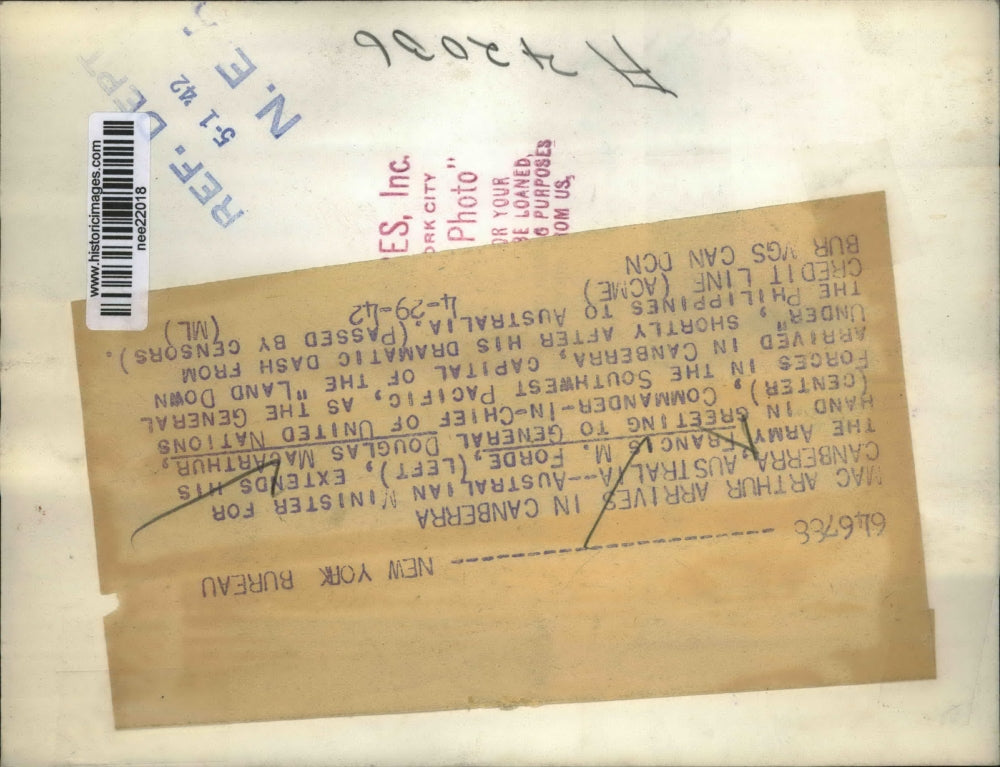 646788 ---------------------- NEW YORK BUREAU
MAC ARTHUR ARRIVES IN CANBERRA
CANBERRA, AUSTRALIA--AUSTRALIAN MINISTER FOR
THE ARMY, FRANCIS M. FORDE, (LEFT), EXTENDS HIS
HAND IN GREETING TO GENERAL DOUGLAS MACARTHUR,
(CENTER), COMMANDER-IN-CHIEF OF UNITED NATIONS
FORCES IN THE SOUTHWEST PACIFIC, AS THE GENERAL
ARRIVED IN CANBERRA, CAPITAL OF THE "LAND DOWN
UNDER", SHORTLY AFTER HIS DRAMATIC DASH FROM
THE PHILIPPINES TO AUSTRALIA. (PASSED BY CENSORS).
CREDIT LINE (ACME) 4-29-42 (ML)
BUR VGS CAN DCN
A 42036
REF. DEPT
5-1 '42
N.E.
www.historicimages.com
nee22018
ES, Inc.
ORK CITY
Photo"
OR YOUR
BE LOANED,
G PURPOSES
OM US,